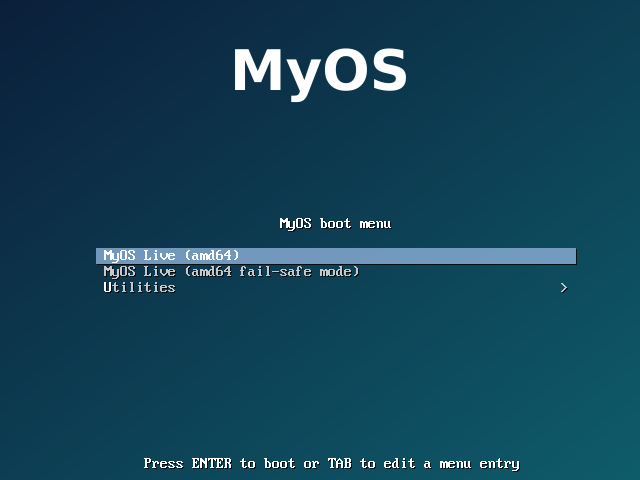 MyOS
MyOS boot menu
MyOS Live (amd64)
MyOS Live (amd64 fail-safe mode)
Utilities >
Press ENTER to boot or TAB to edit a menu entry